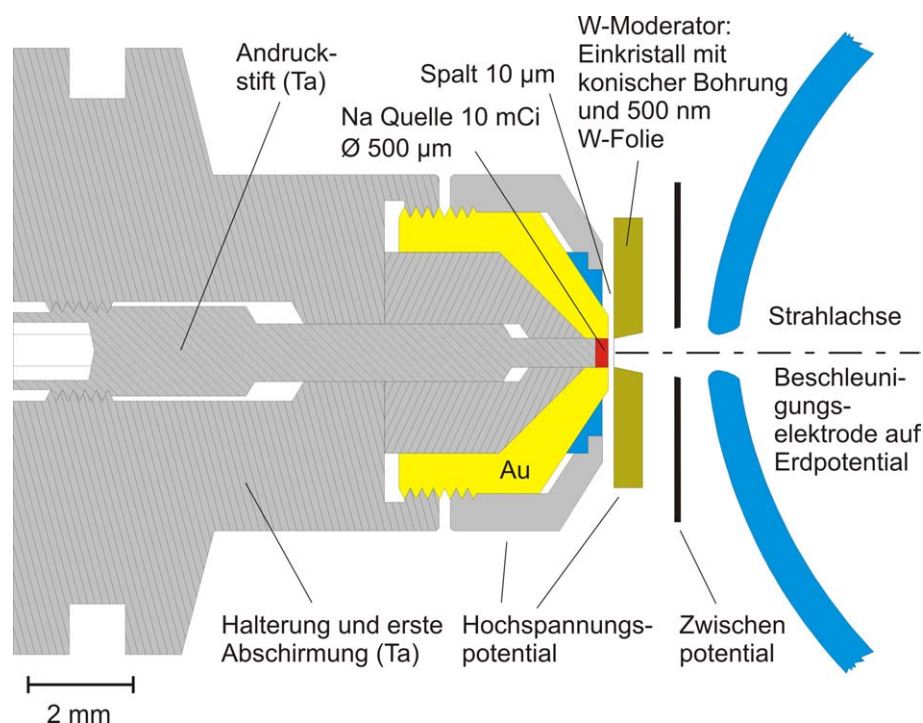 W-Moderator:
Einkristall mit
konischer Bohrung
und 500 nm
W-Folie
Andruck-
stift (Ta)
Spalt 10 µm
Na Quelle 10 mCi
Ø 500 µm
Strahlachse
Beschleuni-
gungs-
elektrode auf
Erdpotential
Au
Halterung und erste
Abschirmung (Ta)
Hochspannungs-
potential
Zwischen
potential
2 mm